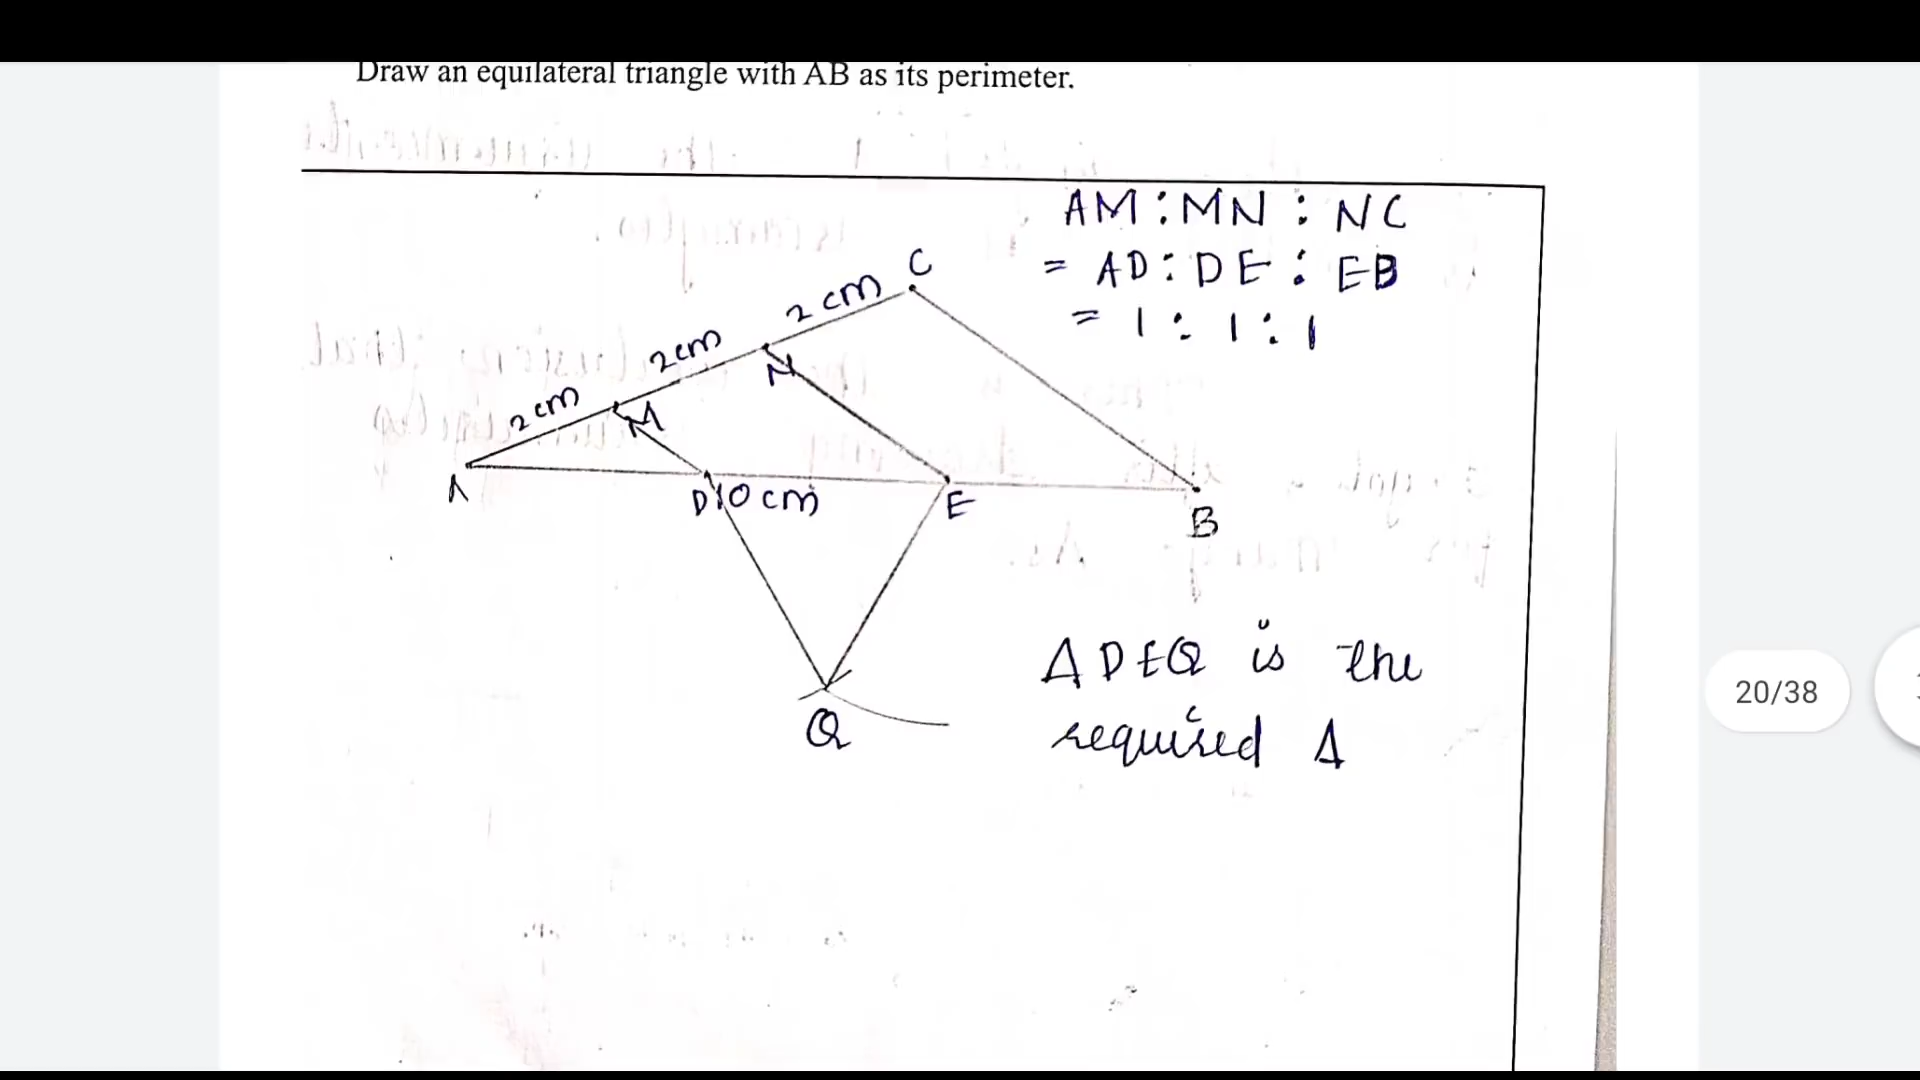 Draw an equilateral triangle with AB as its perimeter.
AM : MN : NC
= AD : DE : EB
= 1 : 1 : 1
C
2 cm
2 cm
N
2 cm
M
A
D 10 cm
E
B
Q
Δ DEQ is the
required Δ
20/38